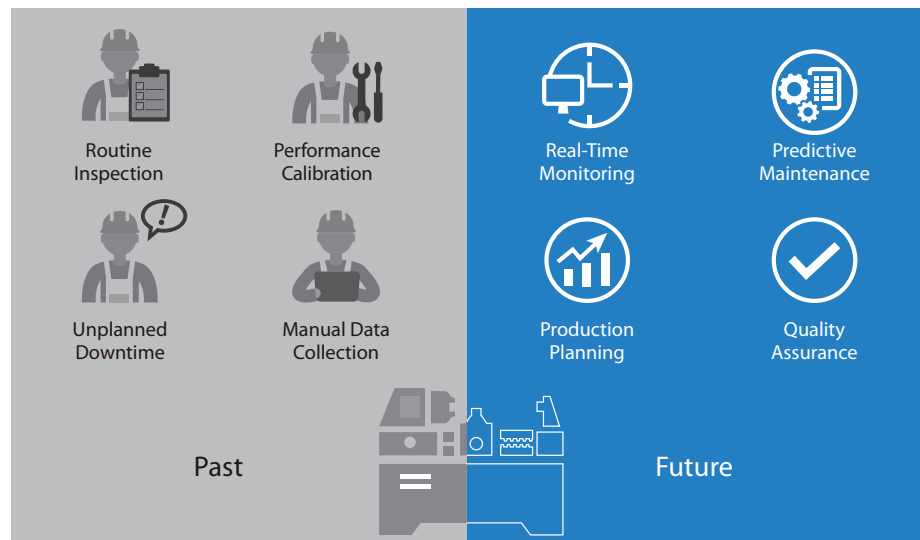 Routine
Inspection
Performance
Calibration
Real-Time
Monitoring
Predictive
Maintenance
Unplanned
Downtime
Manual Data
Collection
Production
Planning
Quality
Assurance
Past
Future